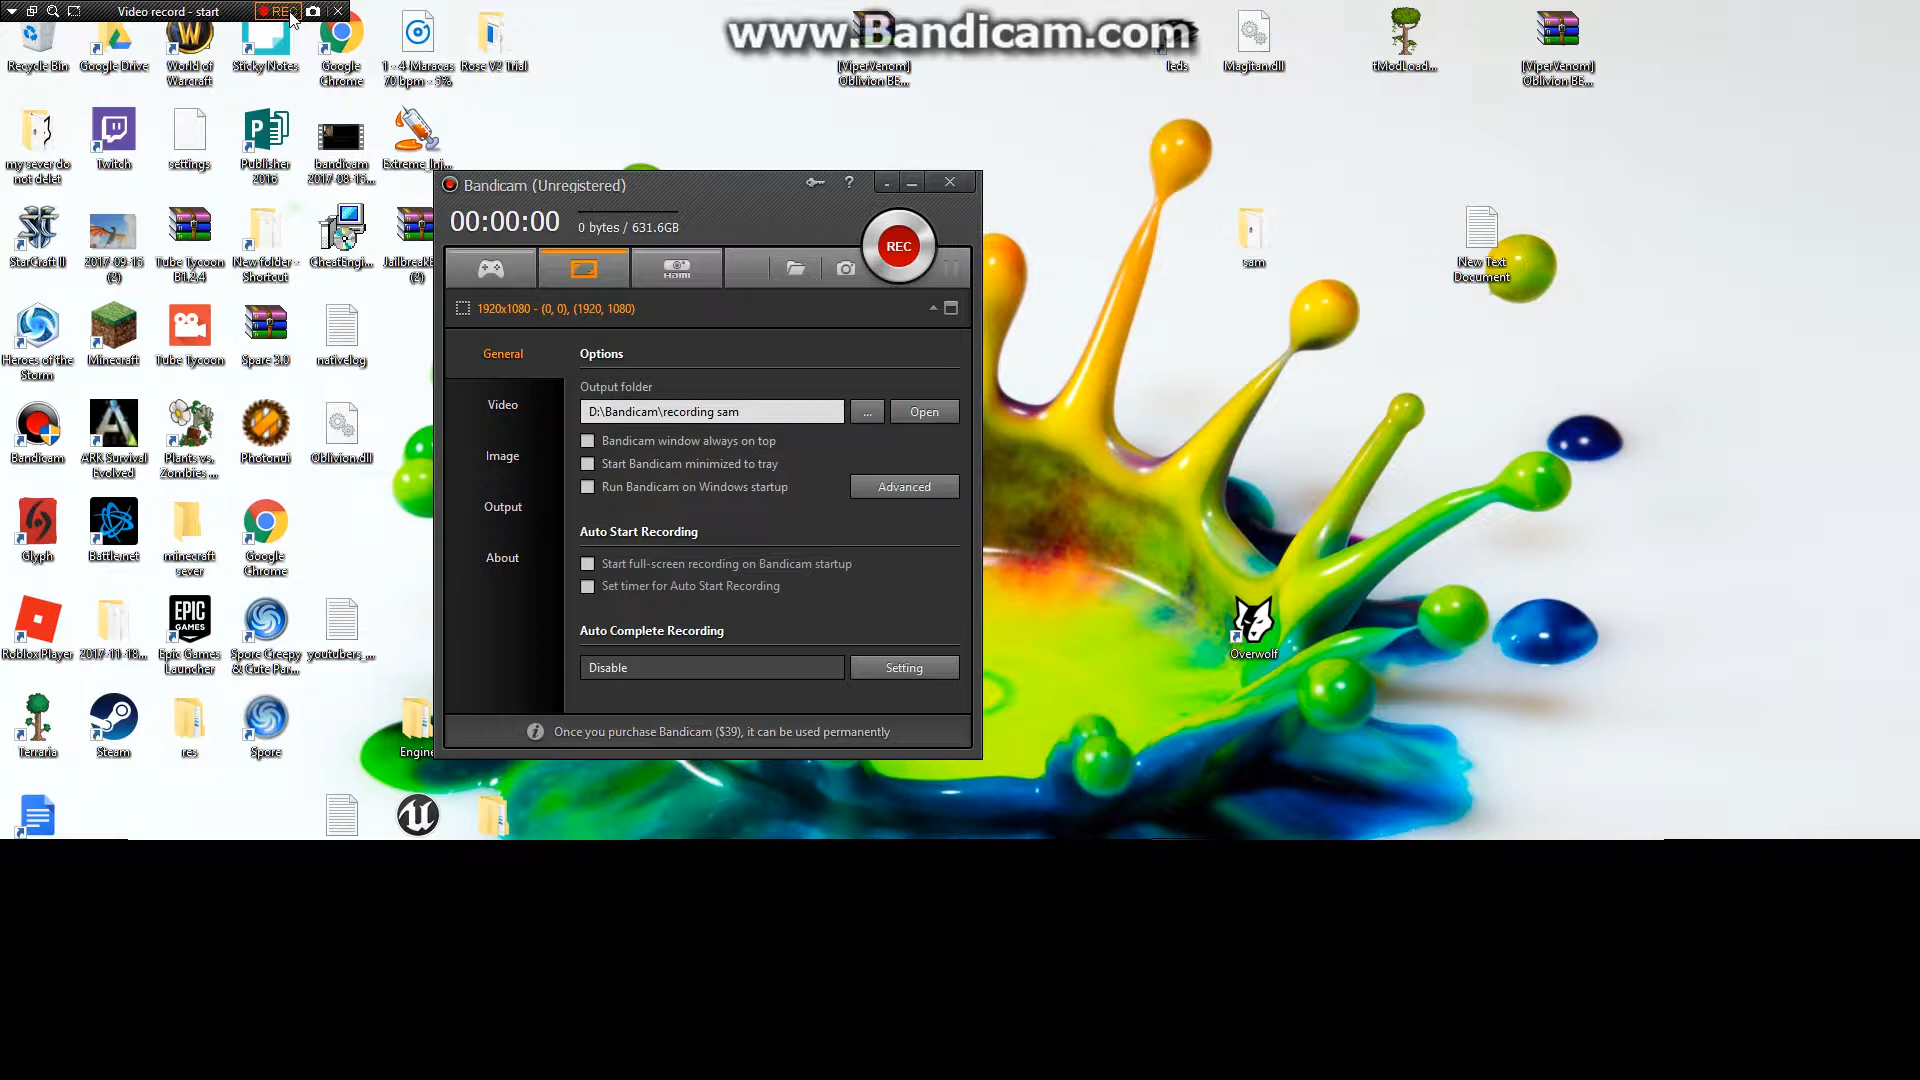 Video record - start
REC
www.Bandicam.com
Recycle Bin
Google Drive
World of
Warcraft
Sticky Notes
Google
Chrome
1 - 4-Maracas
70 bpm - 5%
Rose V2 Trial
[ViperVenom]
Oblivion BE...
leds
Magitan.dll
tModLoad...
[ViperVenom]
Oblivion BE...
my sever do
not delet
Twitch
settings
Publisher
2016
bandicam
2017-08-15...
Extreme_Inj...
StarCraft II
2017-09-15
(2)
Tube Tycoon
B1.2.4
New folder -
Shortcut
CheatEngi...
Jailbreak
(2)
sam
New Text
Document
Heroes of the
Storm
Minecraft
Tube Tycoon
Spare 3.0
nativelog
Bandicam
ARK Survival
Evolved
Plants vs.
Zombies ...
Photonui
Oblivion.dll
Glyph
Battle.net
minecraft
sever
Google
Chrome
Roblox Player
2017-11-18...
EPIC
GAMES
Epic Games
Launcher
Spore Creepy
& Cute Par...
youtubers_...
Overwolf
Terraria
Steam
res
Spore
Engine
Bandicam (Unregistered)
00:00:00
0 bytes / 631.6GB
REC
HDMI
1920x1080 - (0, 0), (1920, 1080)
General
Video
Image
Output
About
Options
Output folder
D:\Bandicam\recording sam
...
Open
Bandicam window always on top
Start Bandicam minimized to tray
Run Bandicam on Windows startup
Advanced
Auto Start Recording
Start full-screen recording on Bandicam startup
Set timer for Auto Start Recording
Auto Complete Recording
Disable
Setting
Once you purchase Bandicam ($39), it can be used permanently